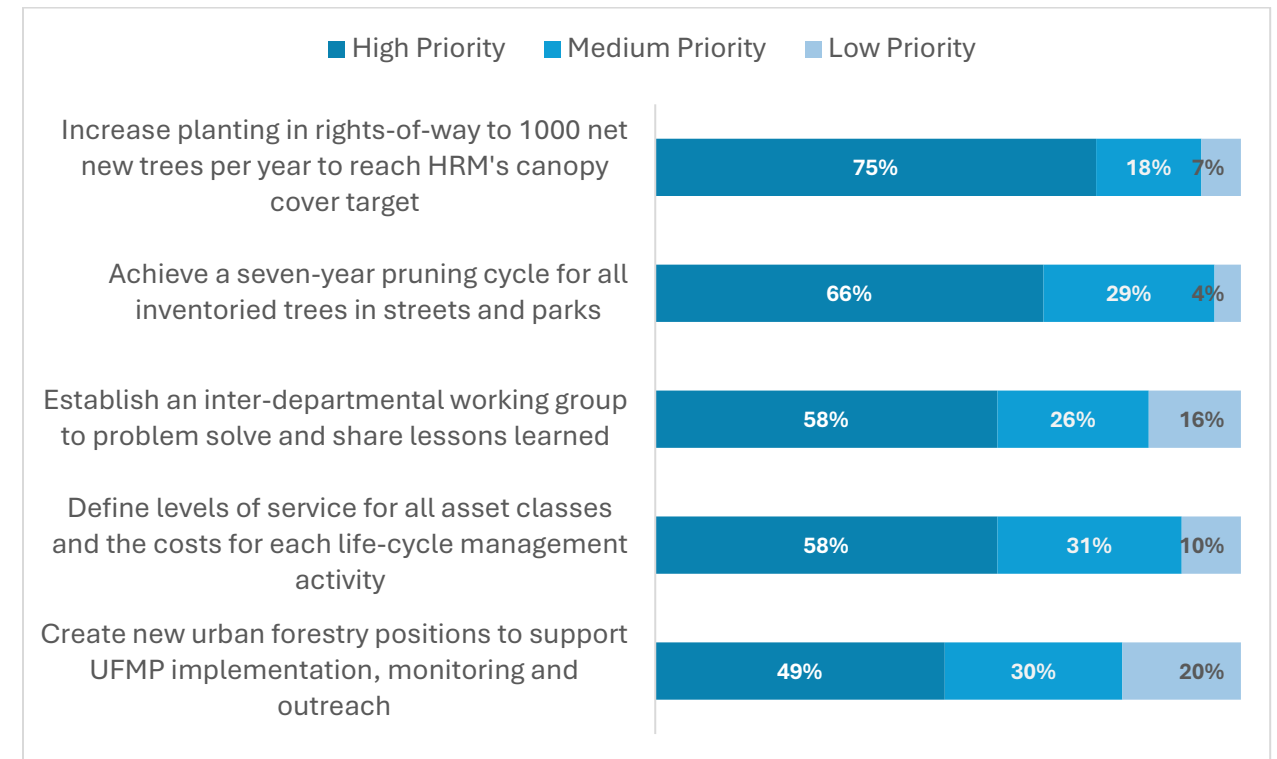 High Priority Medium Priority Low Priority
Increase planting in rights-of-way to 1000 net
new trees per year to reach HRM's canopy
cover target
75% 18% 7%
Achieve a seven-year pruning cycle for all
inventoried trees in streets and parks
66% 29% 4%
Establish an inter-departmental working group
to problem solve and share lessons learned
58% 26% 16%
Define levels of service for all asset classes
and the costs for each life-cycle management
activity
58% 31% 10%
Create new urban forestry positions to support
UFMP implementation, monitoring and
outreach
49% 30% 20%